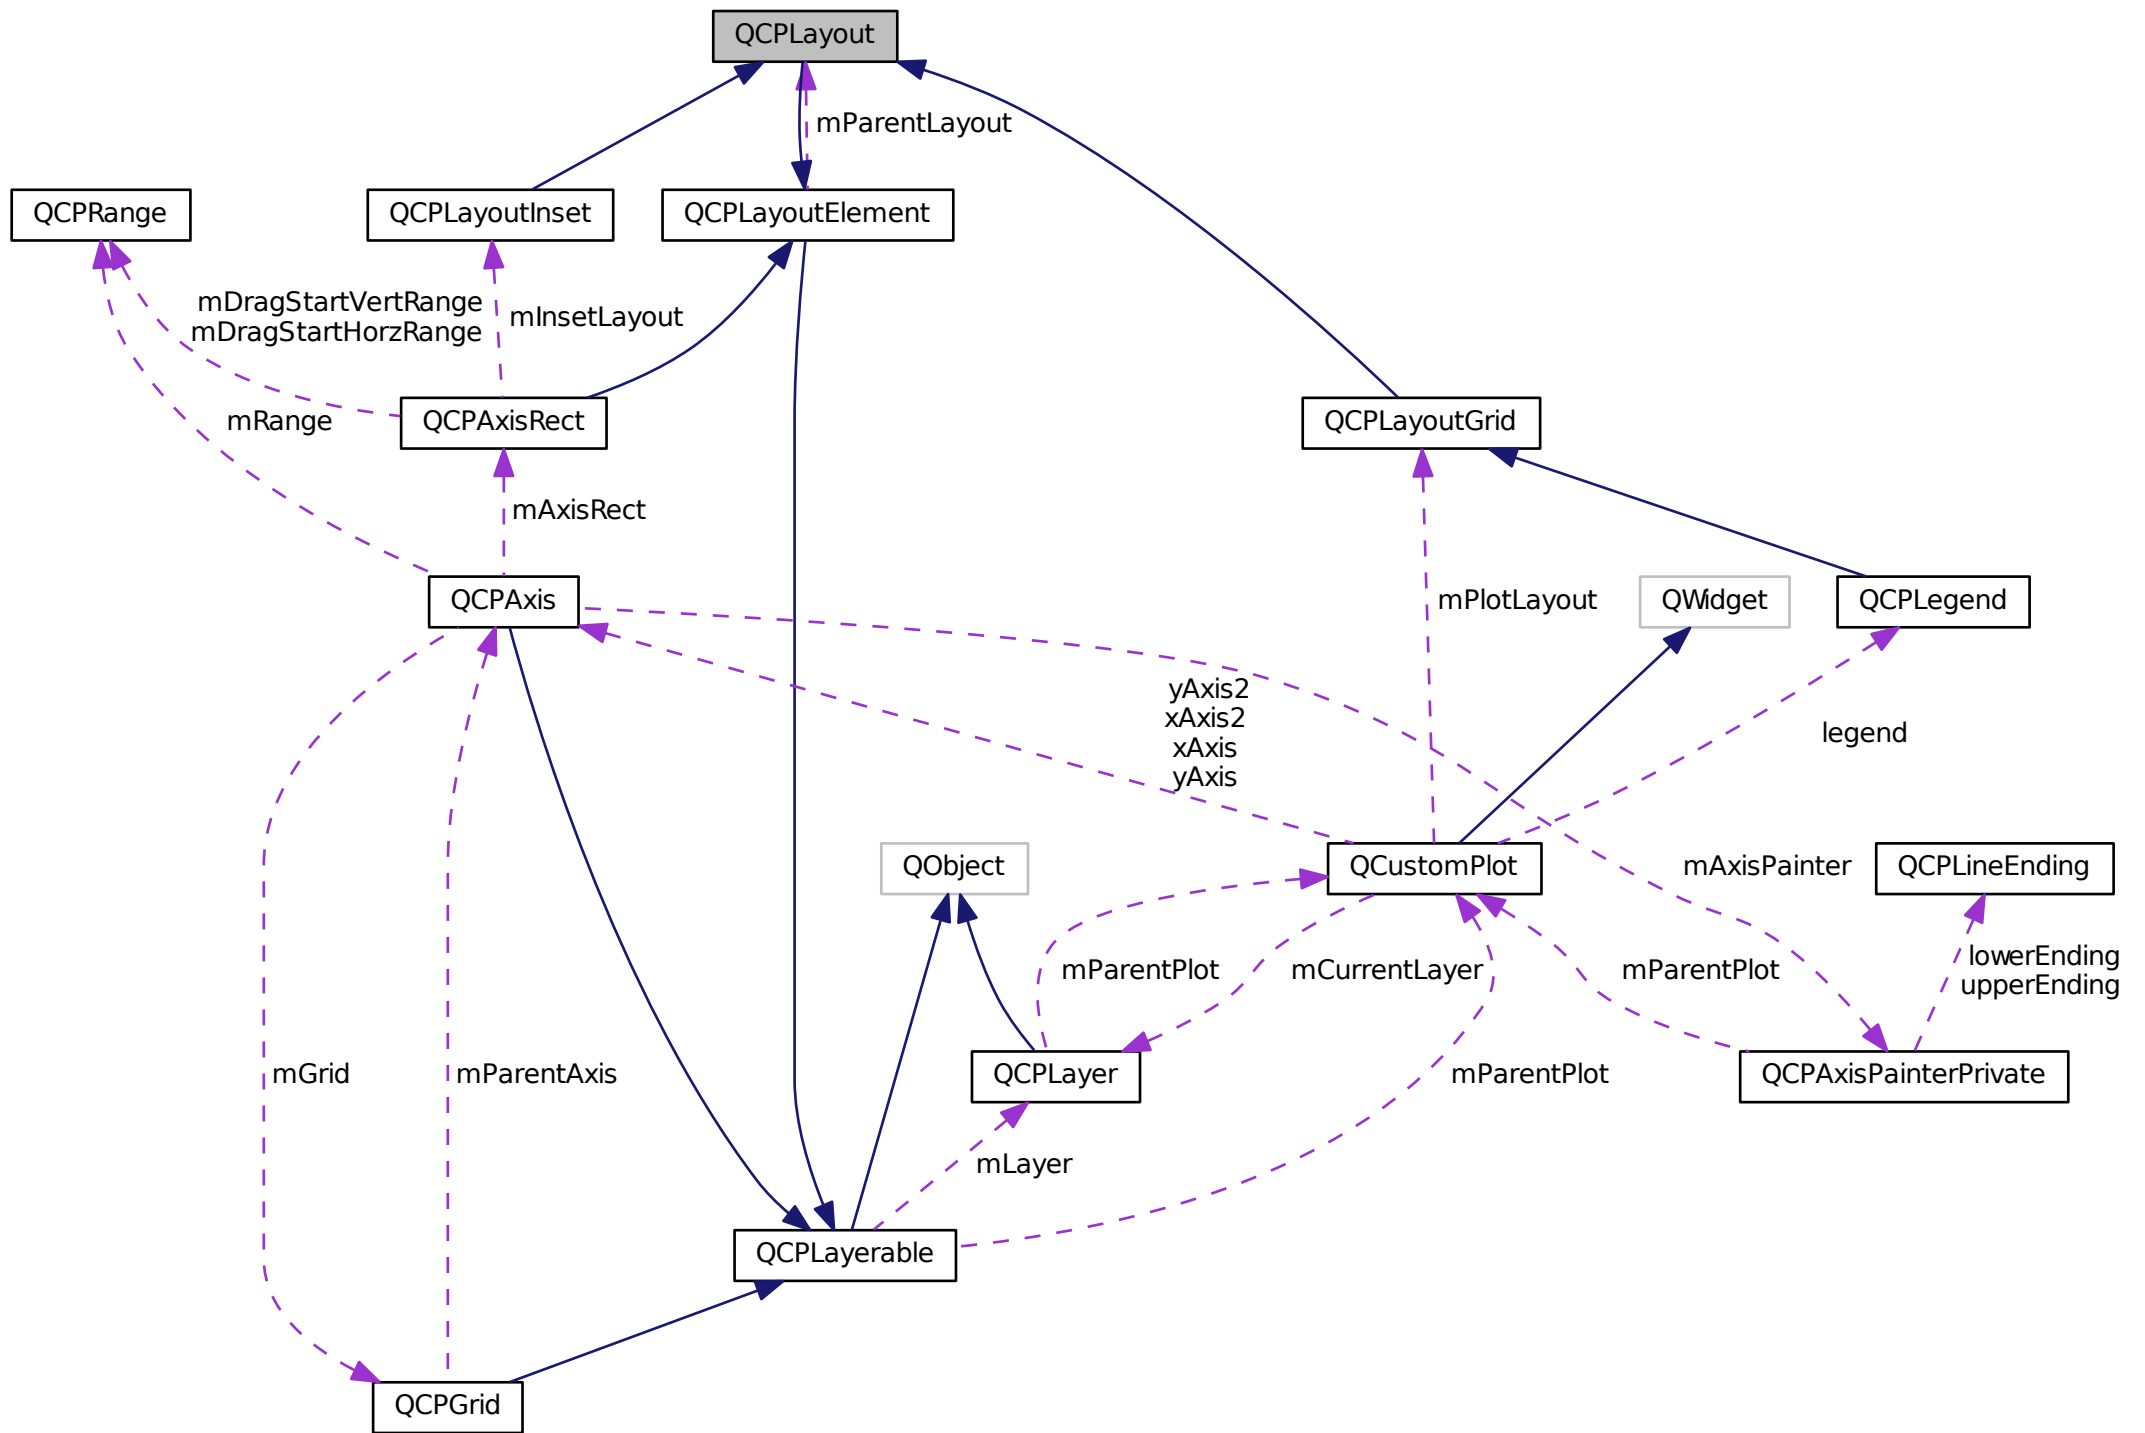 QCPLayout
mParentLayout
QCPRange
QCPLayoutInset
QCPLayoutElement
mDragStartVertRange
mDragStartHorzRange
mInsetLayout
mRange
QCPAxisRect
QCPLayoutGrid
mAxisRect
QCPAxis
mPlotLayout
QWidget
QCPLegend
yAxis2
xAxis2
xAxis
yAxis
legend
QObject
QCustomPlot
mAxisPainter
QCPLineEnding
mParentPlot
mCurrentLayer
mParentPlot
lowerEnding
upperEnding
mGrid
mParentAxis
QCPLayer
mParentPlot
QCPAxisPainterPrivate
mLayer
QCPLayerable
QCPGrid